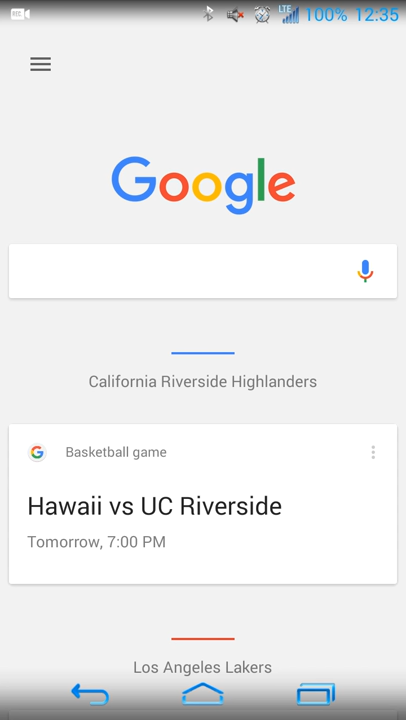 REC
LTE
100% 12:35
Google
California Riverside Highlanders
G Basketball game
Hawaii vs UC Riverside
Tomorrow, 7:00 PM
Los Angeles Lakers